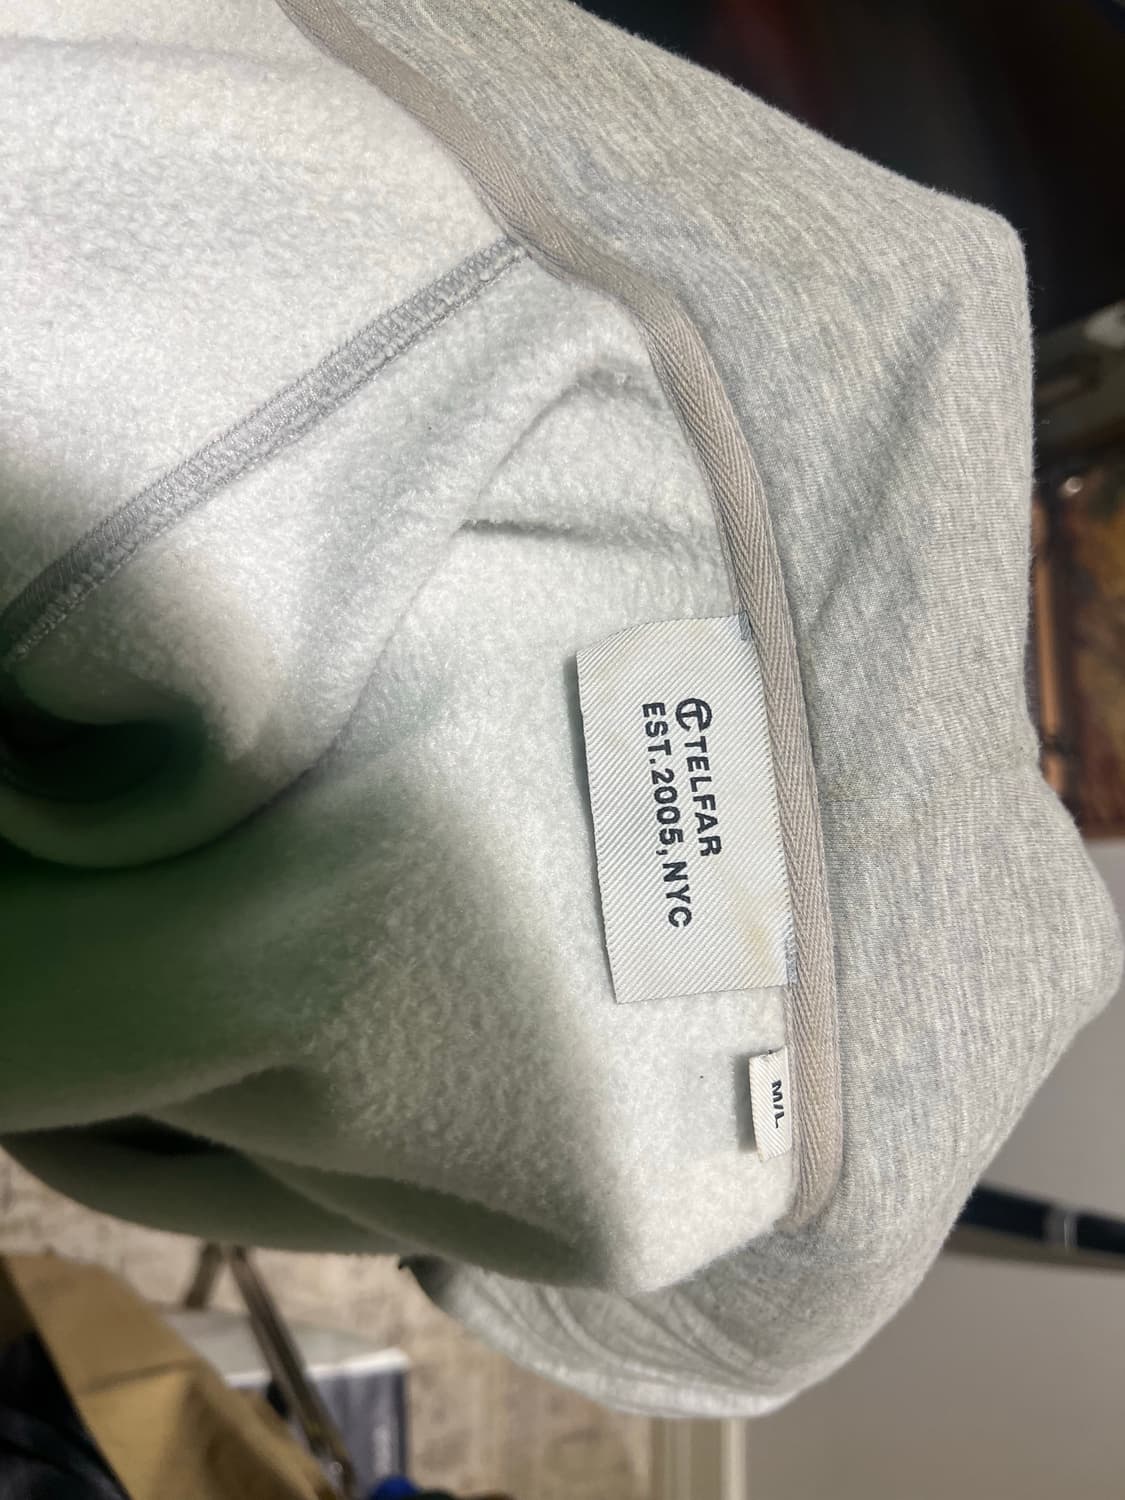 TELFAR
EST. 2005, NYC
M/L